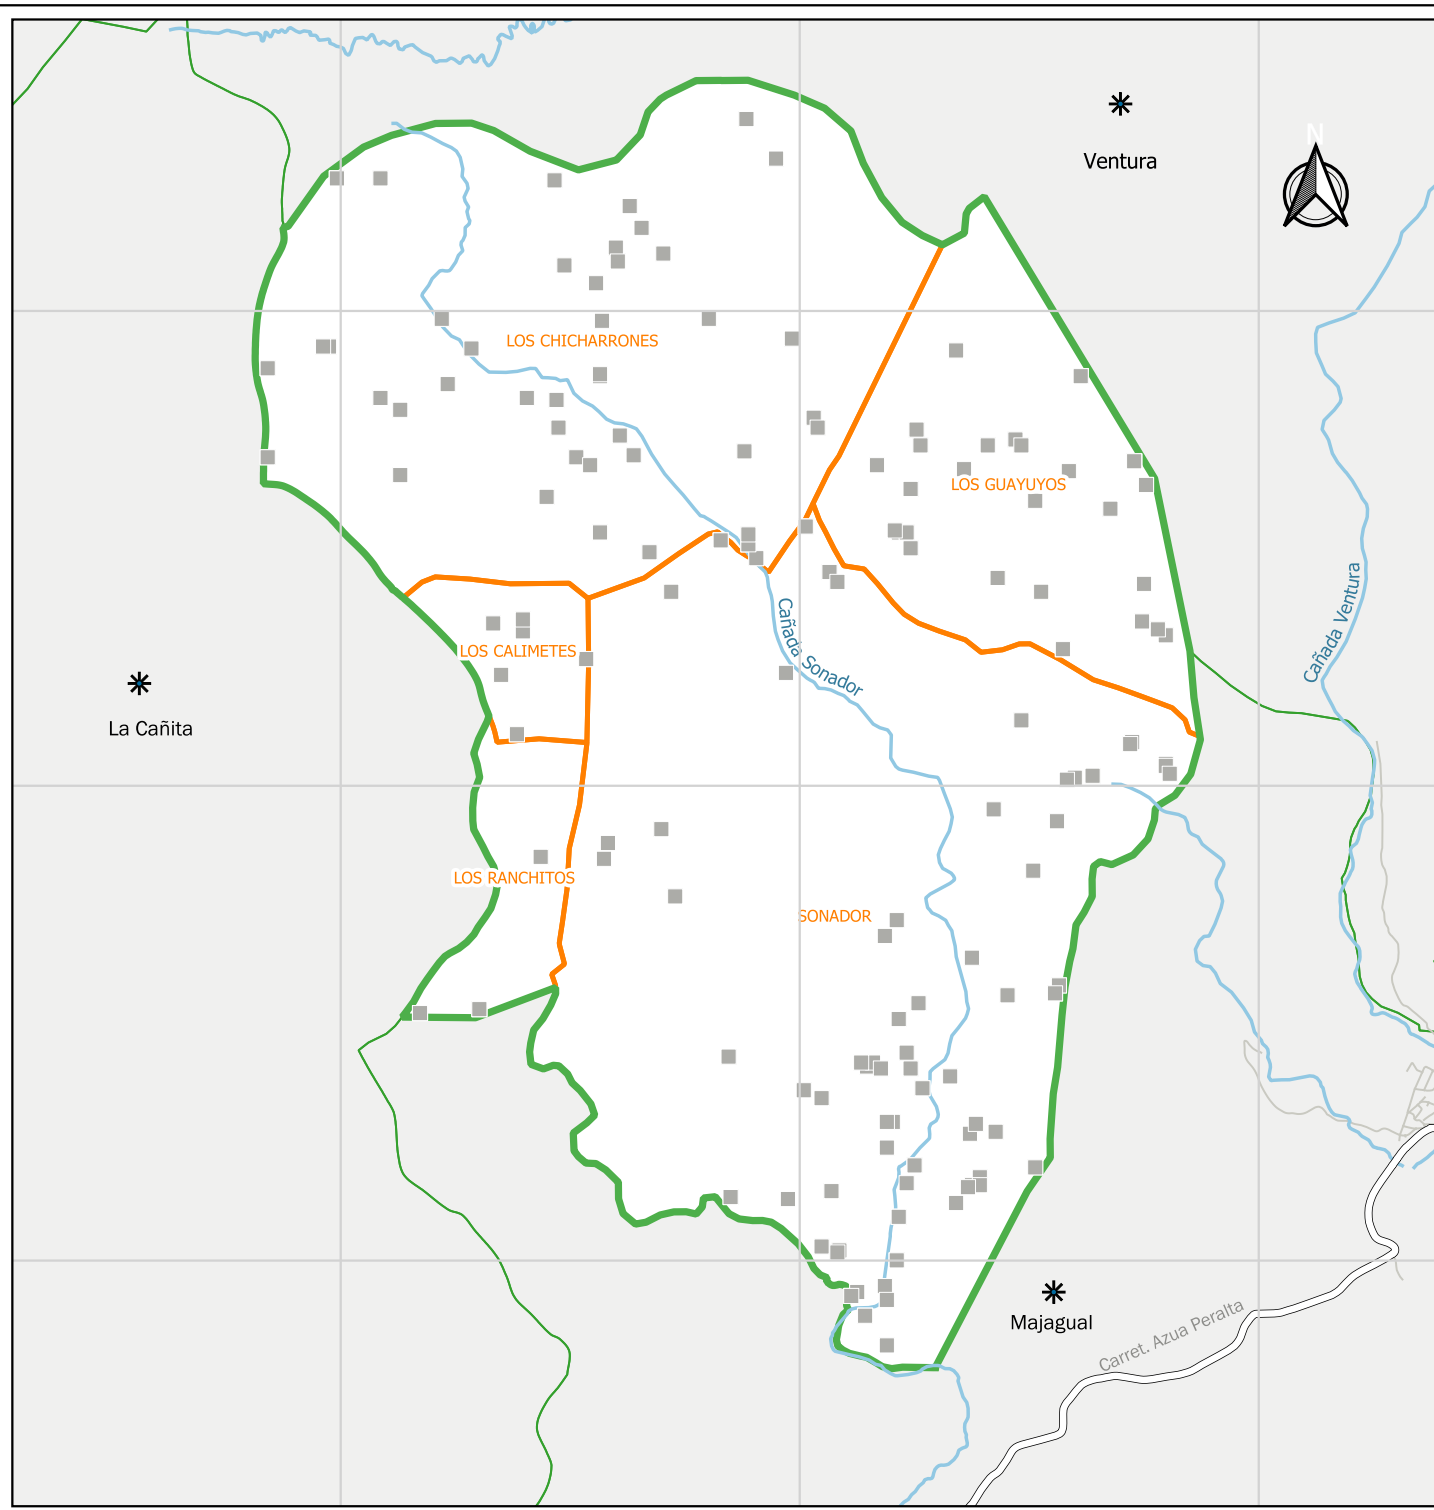 N
Ventura
LOS CHICHARRONES
LOS GUAYUYOS
Cañada Ventura
Cañada Sonador
LOS CALIMETES
La Cañita
LOS RANCHITOS
SONADOR
Majagual
Carret. Azua Peralta